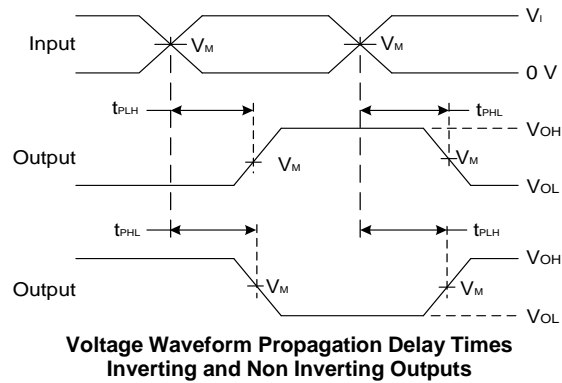 VI
Input
VM
VM
0 V
tPLH
tPHL
VOH
Output
VM
VM
VOL
tPHL
tPLH
VOH
Output
VM
VM
VOL
Voltage Waveform Propagation Delay Times
Inverting and Non Inverting Outputs